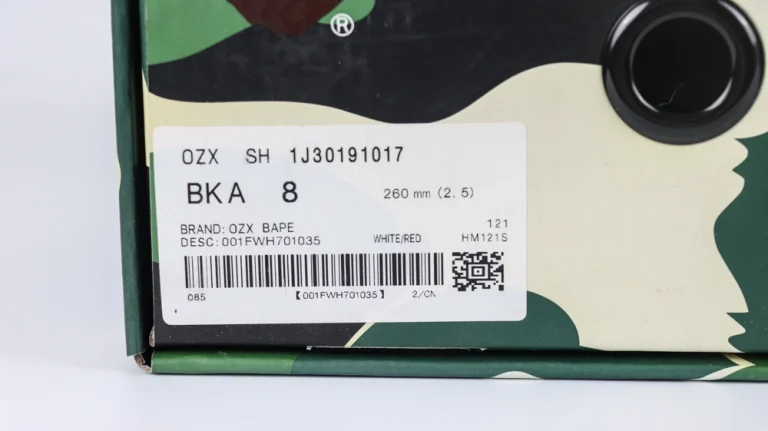 ®
OZX SH 1J30191017
BKA 8 260 mm (2.5)
121
BRAND: OZX BAPE
DESC: 001FWH701035 WHITE/RED HM121S
085 【001FWH701035】 2/CN